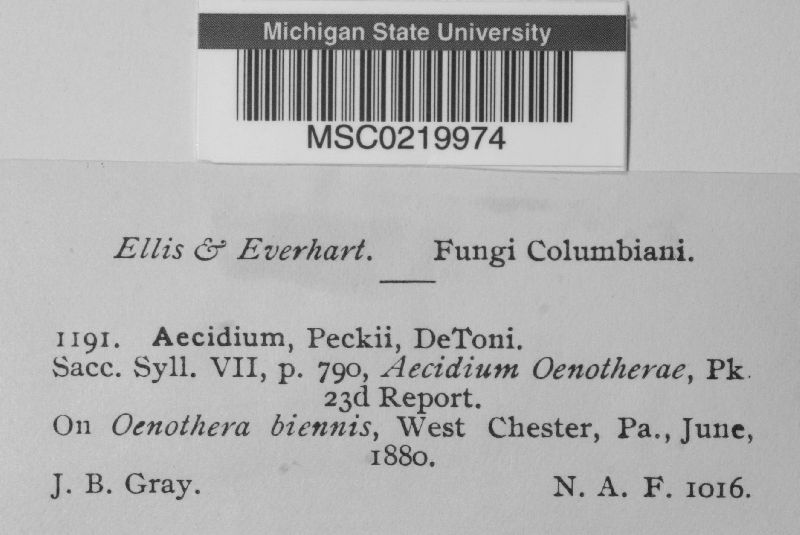 Michigan State University
MSC0219974
Ellis & Everhart. Fungi Columbiani.
1191. Aecidium, Peckii, DeToni.
Sacc. Syll. VII, p. 790, Aecidium Oenotherae, Pk.
23d Report.
On Oenothera biennis, West Chester, Pa., June,
1880.
J. B. Gray. N. A. F. 1016.